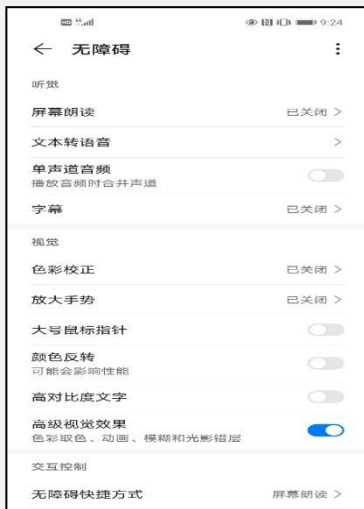 9:24
无障碍
听觉
屏幕朗读 已关闭
文本转语音
单声道音频
播放音频时合并声道
字幕 已关闭
视觉
色彩校正 已关闭
放大手势 已关闭
大号鼠标指针
颜色反转
可能会影响性能
高对比度文字
高级视觉效果
色彩取色、动画、模糊和光影错层
交互控制
无障碍快捷方式 屏幕朗读